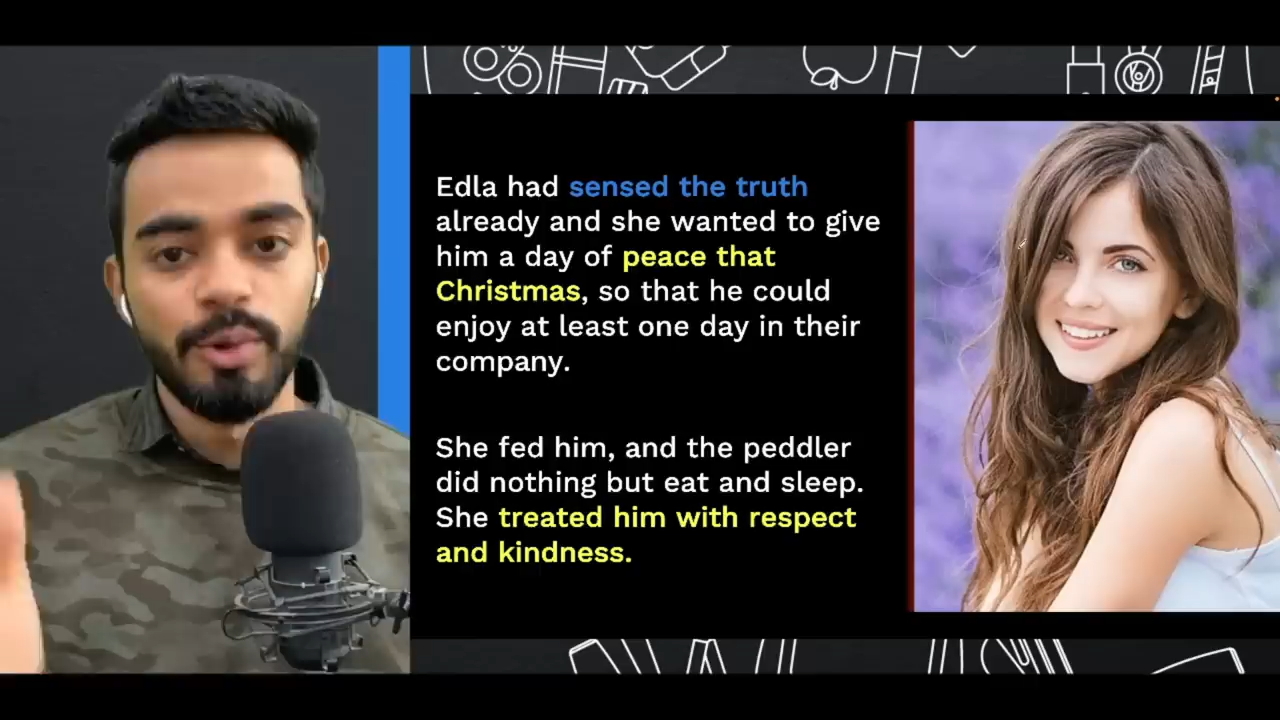 Edla had sensed the truth
already and she wanted to give
him a day of peace that
Christmas, so that he could
enjoy at least one day in their
company.
She fed him, and the peddler
did nothing but eat and sleep.
She treated him with respect
and kindness.